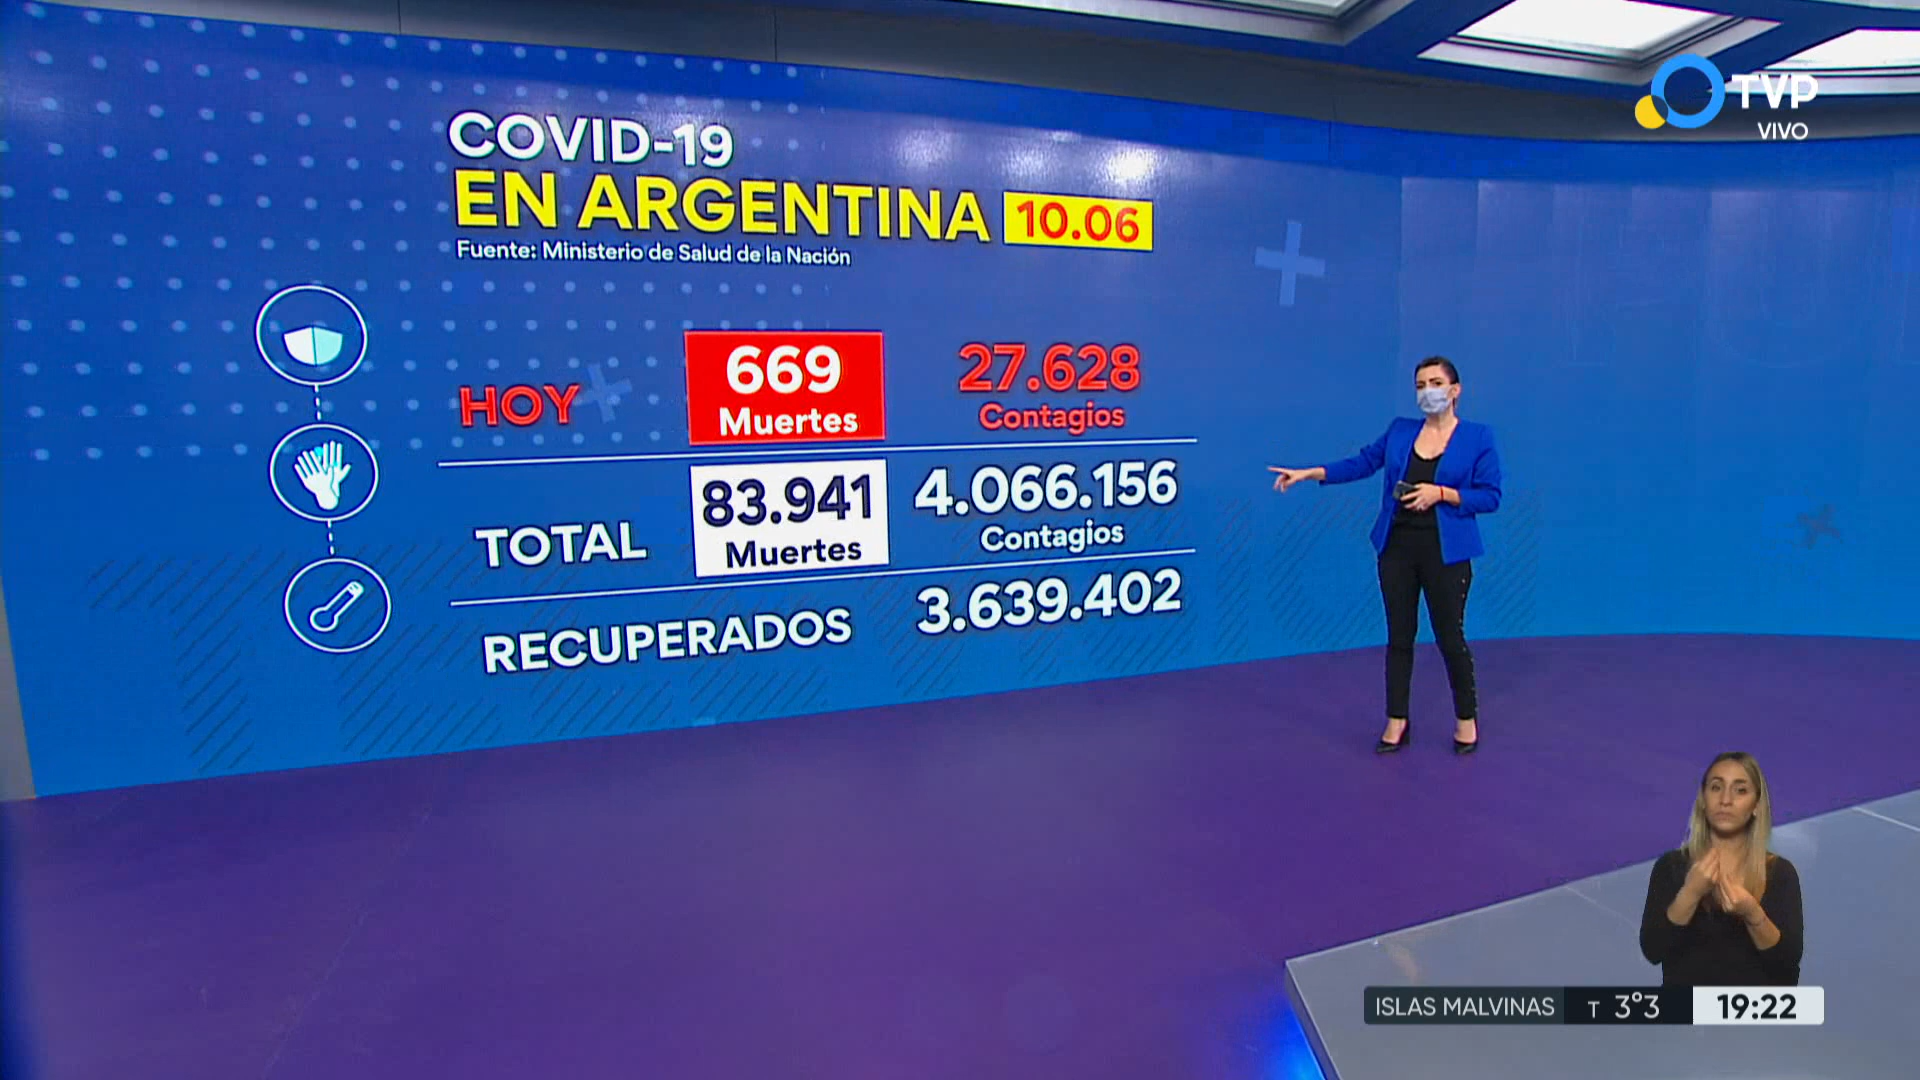 COVID-19
EN ARGENTINA 10.06
Fuente: Ministerio de Salud de la Nación
HOY
669
Muertes
27.628
Contagios
TOTAL
83.941
Muertes
4.066.156
Contagios
RECUPERADOS
3.639.402
TVP
VIVO
ISLAS MALVINAS T 3°3 19:22